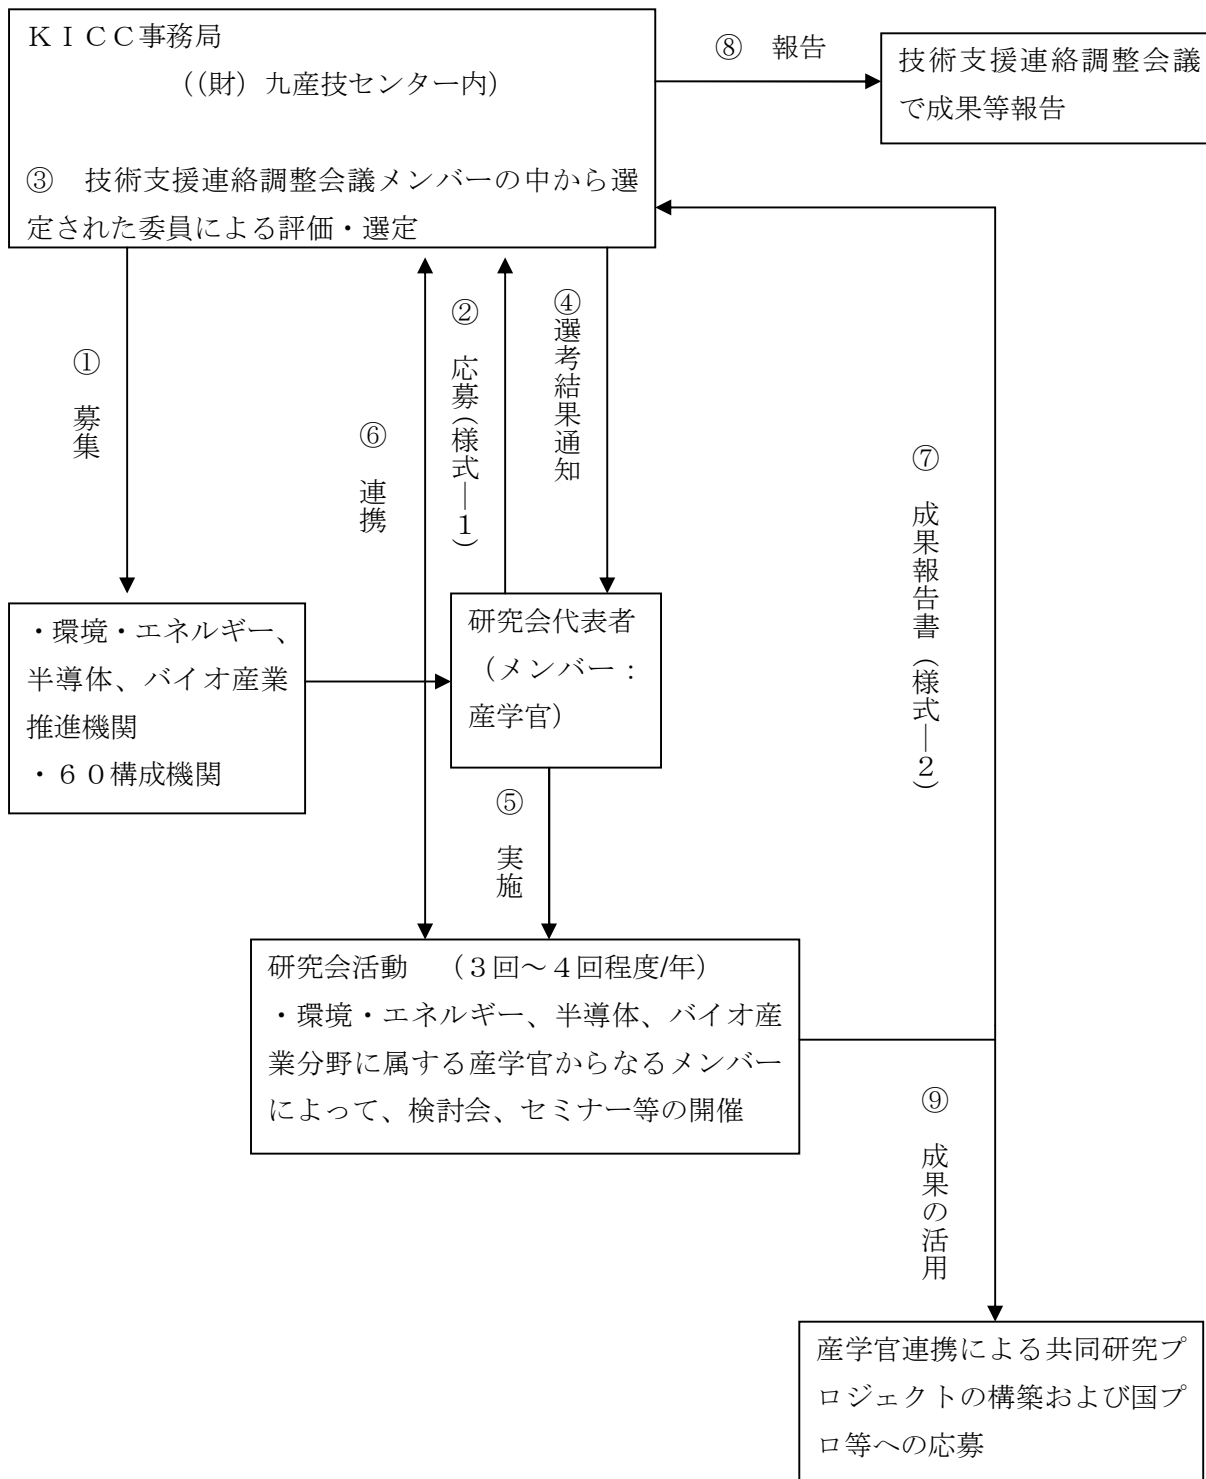 ＫＩＣＣ事務局
((財）九産技センター内）
③　技術支援連絡調整会議メンバーの中から選
定された委員による評価・選定
⑧　報告
技術支援連絡調整会議
で成果等報告
①　募集
⑥　連携
②　応募（様式―１）
④選考結果通知
⑦　成果報告書（様式―２）
・環境・エネルギー、
半導体、バイオ産業
推進機関
・６０構成機関
研究会代表者
（メンバー：
産学官）
⑤　実施
研究会活動　（３回～４回程度/年）
・環境・エネルギー、半導体、バイオ産
業分野に属する産学官からなるメンバー
によって、検討会、セミナー等の開催
⑨　成果の活用
産学官連携による共同研究プ
ロジェクトの構築および国プ
ロ等への応募